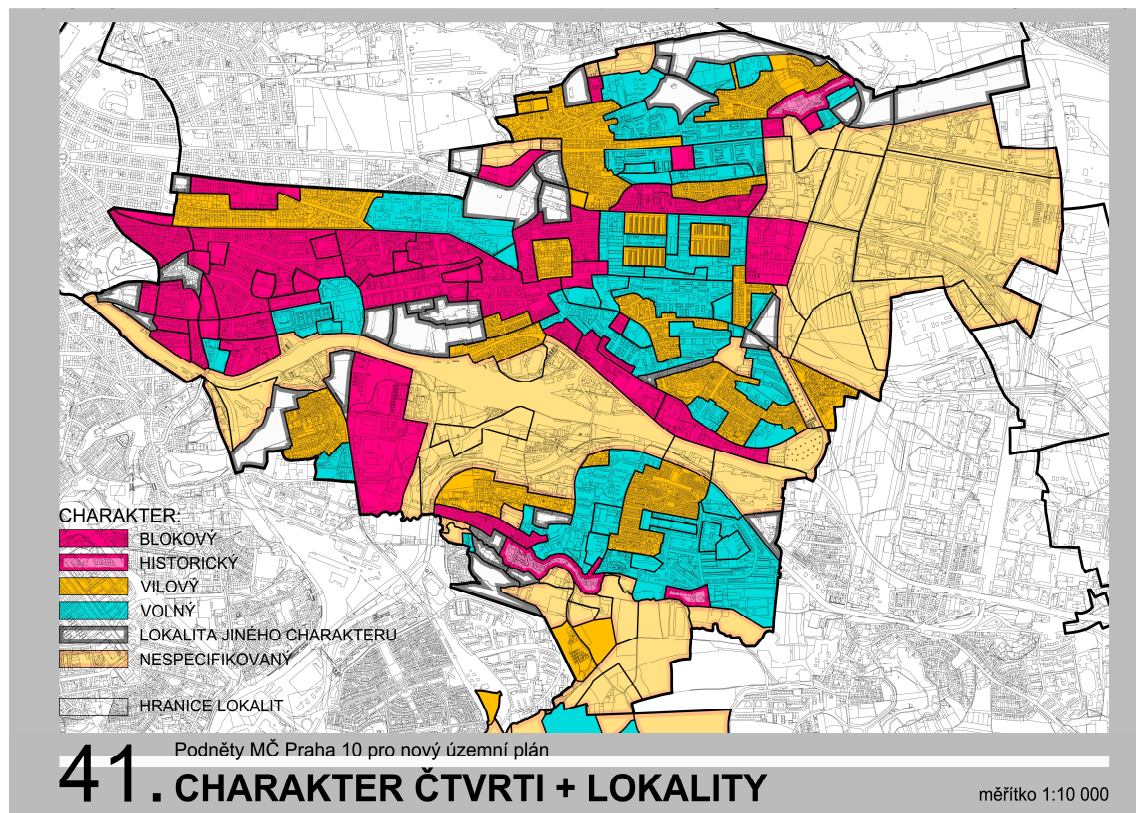 CHARAKTER:
BLOKOVÝ
HISTORICKÝ
VILOVÝ
VOLNÝ
LOKALITA JINÉHO CHARAKTERU
NESPECIFIKOVANÝ
HRANICE LOKALIT
Podněty MČ Praha 10 pro nový územní plán
41. CHARAKTER ČTVRTI + LOKALITY
měřítko 1:10 000